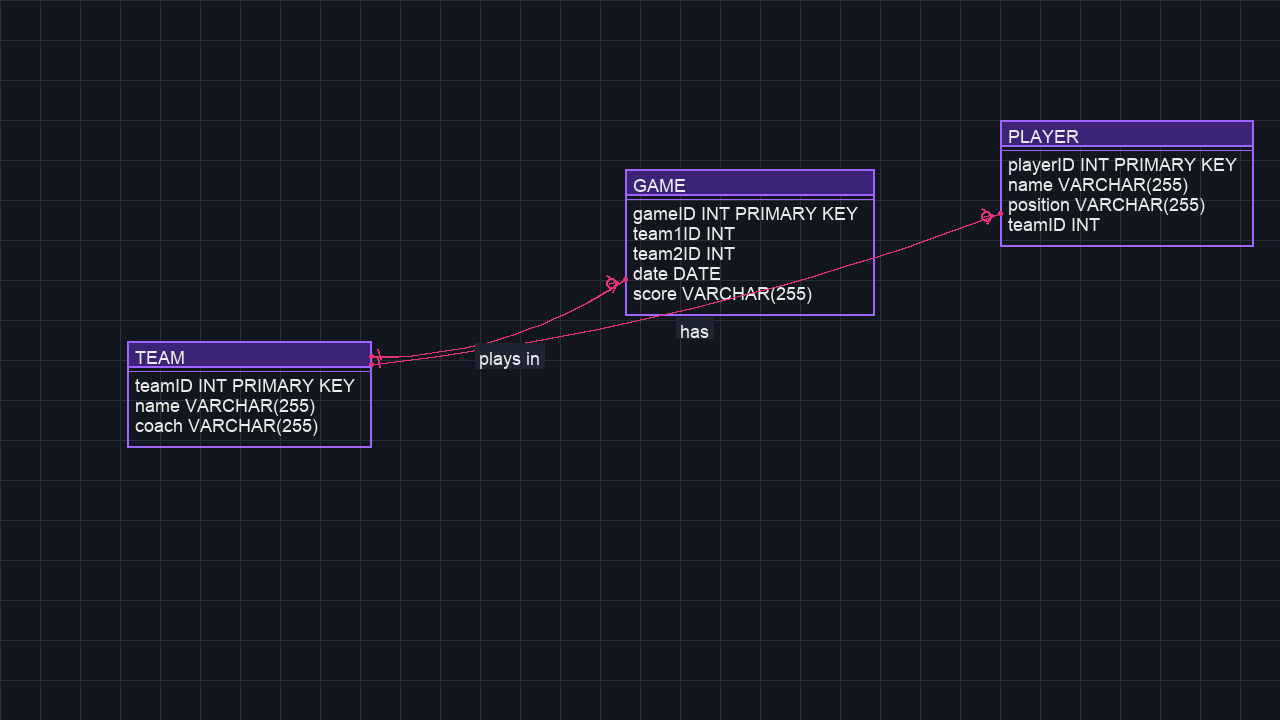 PLAYER
playerID INT PRIMARY KEY
name VARCHAR(255)
position VARCHAR(255)
teamID INT
GAME
gameID INT PRIMARY KEY
team1ID INT
team2ID INT
date DATE
score VARCHAR(255)
has
plays in
TEAM
teamID INT PRIMARY KEY
name VARCHAR(255)
coach VARCHAR(255)